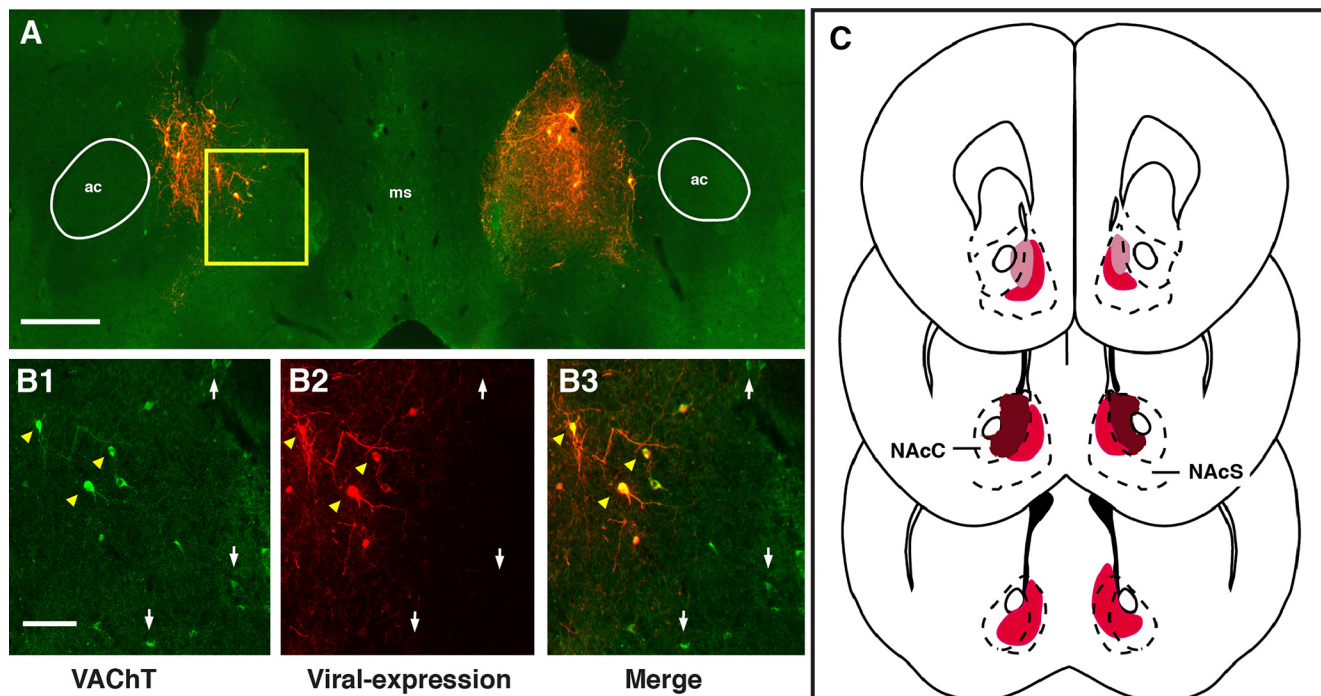 A
ac
ms
ac
B1
B2
B3
VAChT
Viral-expression
Merge
C
NAcC
NAcS